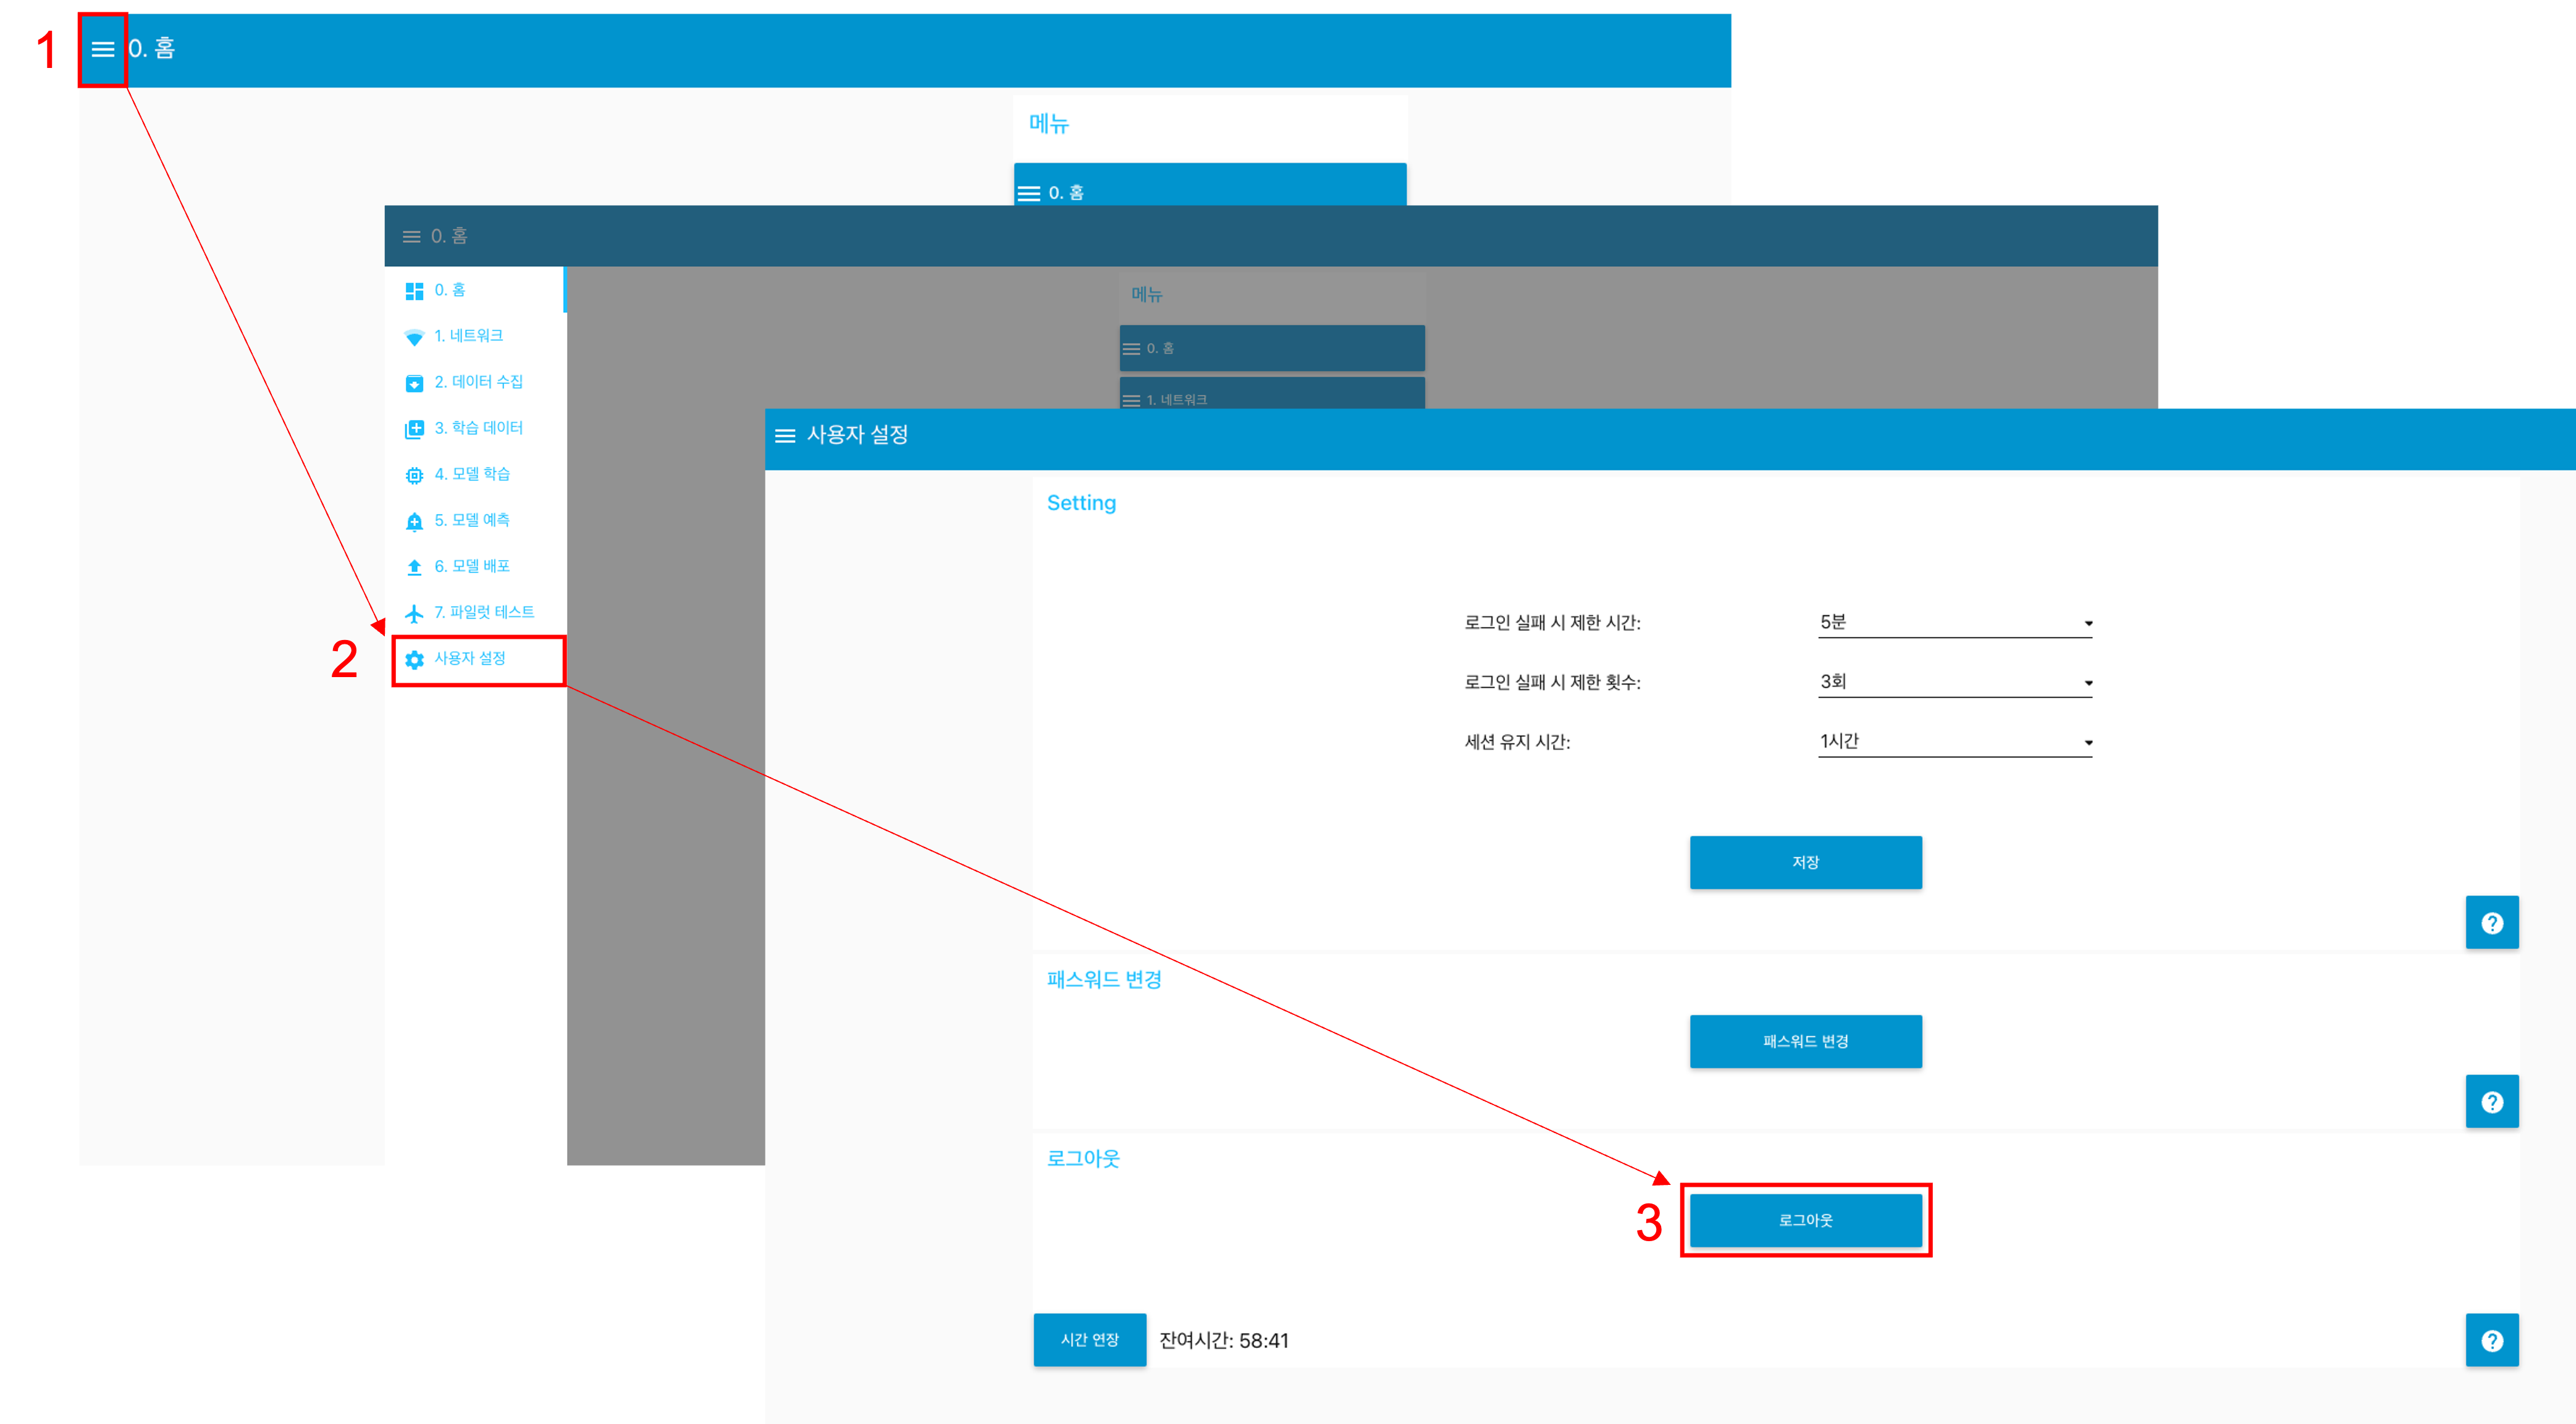 1
0. 홈
메뉴
0. 홈
0. 홈
0. 홈
1. 네트워크
2. 데이터 수집
3. 학습 데이터
4. 모델 학습
5. 모델 예측
6. 모델 배포
7. 파일럿 테스트
2
사용자 설정
메뉴
0. 홈
1. 네트워크
사용자 설정
Setting
로그인 실패 시 제한 시간:
5분
로그인 실패 시 제한 횟수:
3회
세션 유지 시간:
1시간
저장
?
패스워드 변경
패스워드 변경
?
로그아웃
3
로그아웃
시간 연장
잔여시간: 58:41
?